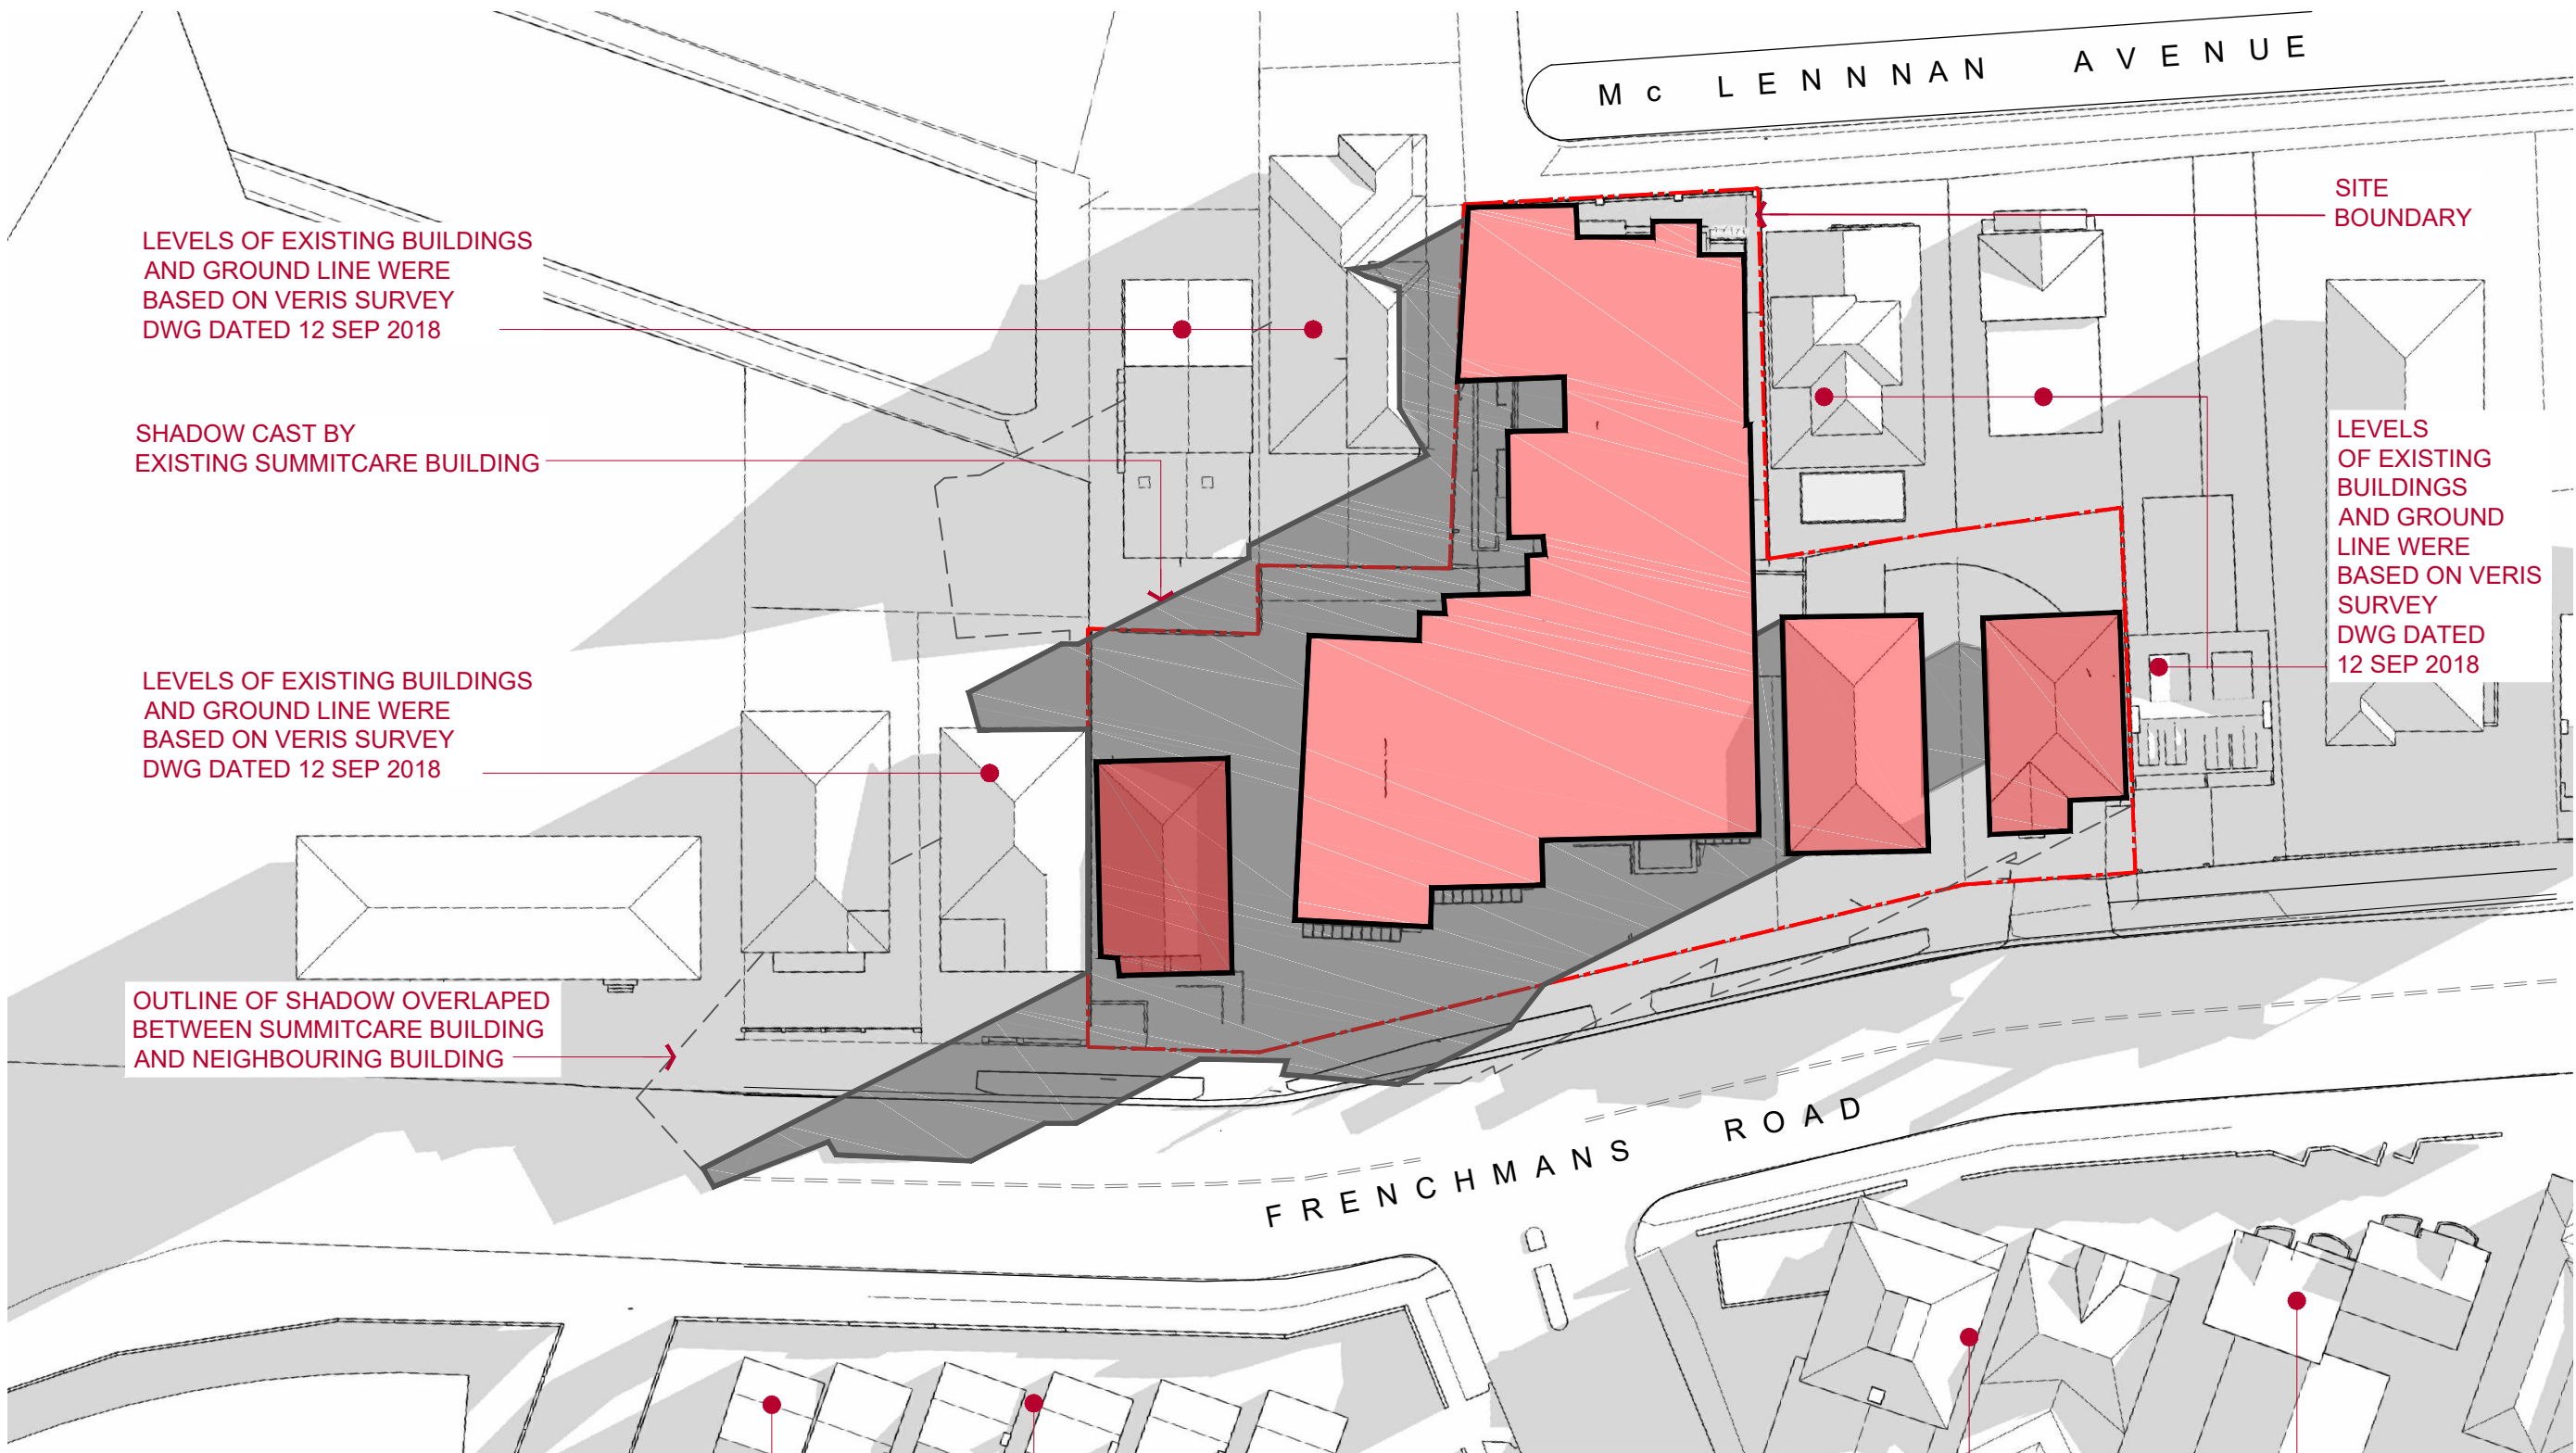 Mc LENNNAN AVENUE
SITE
BOUNDARY
LEVELS OF EXISTING BUILDINGS
AND GROUND LINE WERE
BASED ON VERIS SURVEY
DWG DATED 12 SEP 2018
SHADOW CAST BY
EXISTING SUMMITCARE BUILDING
LEVELS
OF EXISTING
BUILDINGS
AND GROUND
LINE WERE
BASED ON VERIS
SURVEY
DWG DATED
12 SEP 2018
LEVELS OF EXISTING BUILDINGS
AND GROUND LINE WERE
BASED ON VERIS SURVEY
DWG DATED 12 SEP 2018
OUTLINE OF SHADOW OVERLAPED
BETWEEN SUMMITCARE BUILDING
AND NEIGHBOURING BUILDING
FRENCHMANS ROAD